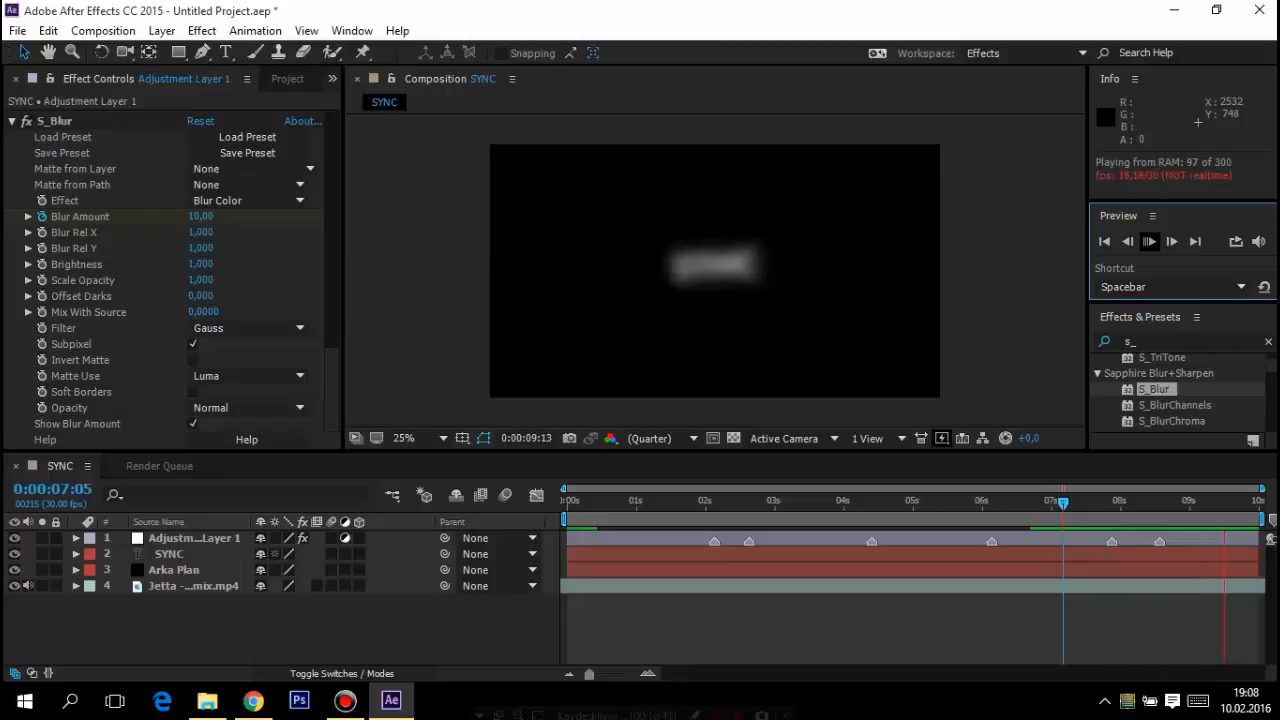 Adobe After Effects CC 2015 - Untitled Project.aep *
File Edit Composition Layer Effect Animation View Window Help
Snapping
Workspace: Effects
Search Help
Effect Controls Adjustment Layer 1
Project
Composition SYNC
Info
SYNC • Adjustment Layer 1
SYNC
R :
G :
B :
A : 0
X : 2532
Y : 748
fx S_Blur Reset About...
Load Preset Load Preset
Save Preset Save Preset
Matte from Layer None
Matte from Path None
Effect Blur Color
Blur Amount 10,00
Blur Rel X 1,000
Blur Rel Y 1,000
Brightness 1,000
Scale Opacity 1,000
Offset Darks 0,000
Mix With Source 0,0000
Filter Gauss
Subpixel
Invert Matte
Matte Use Luma
Soft Borders
Opacity Normal
Show Blur Amount
Help Help
Playing from RAM: 97 of 300
fps: 18,18/30 (NOT realtime)
Preview
Shortcut
Spacebar
Effects & Presets
s_
S_TriTone
Sapphire Blur+Sharpen
S_Blur
S_BlurChannels
S_BlurChroma
25%
0:00:09:13
(Quarter)
Active Camera
1 View
+0,0
SYNC
Render Queue
0:00:07:05
00215 (30.00 fps)
:00s 01s 02s 03s 04s 05s 06s 07s 08s 09s 10s
# Source Name Parent
1 Adjustm...Layer 1 fx None
2 T SYNC None
3 Arka Plan None
4 Jetta -...mix.mp4 None
Toggle Switches / Modes
Ps
Ae
19:08
10.02.2016